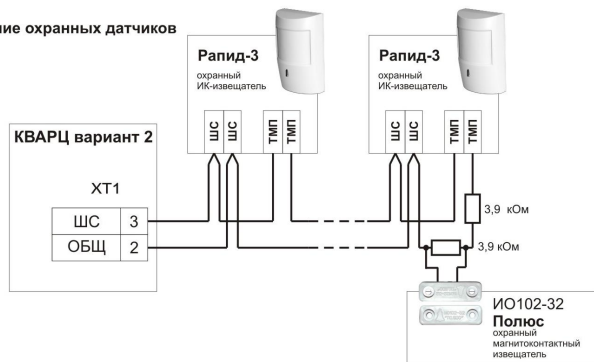 ние охранных датчиков
Рапид-3
охранный
ИК-извещатель
ШС
ШС
ТМП
ТМП
Рапид-3
охранный
ИК-извещатель
ШС
ШС
ТМП
ТМП
КВАРЦ вариант 2
XT1
ШС 3
ОБЩ 2
3,9 кОм
3,9 кОм
ИО102-32
Полюс
охранный
магнитоконтактный
извещатель